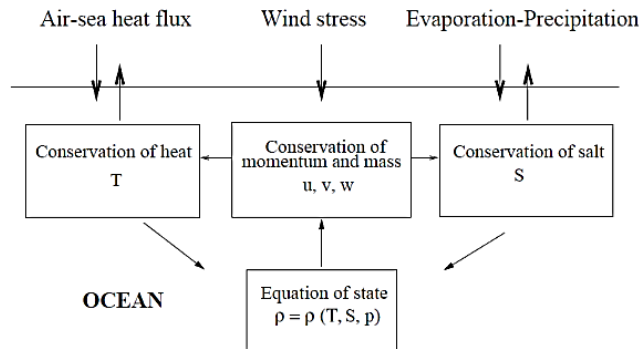 Air-sea heat flux
Wind stress
Evaporation-Precipitation
Conservation of heat
T
Conservation of
momentum and mass
u, v, w
Conservation of salt
S
OCEAN
Equation of state
ρ = ρ (T, S, p)